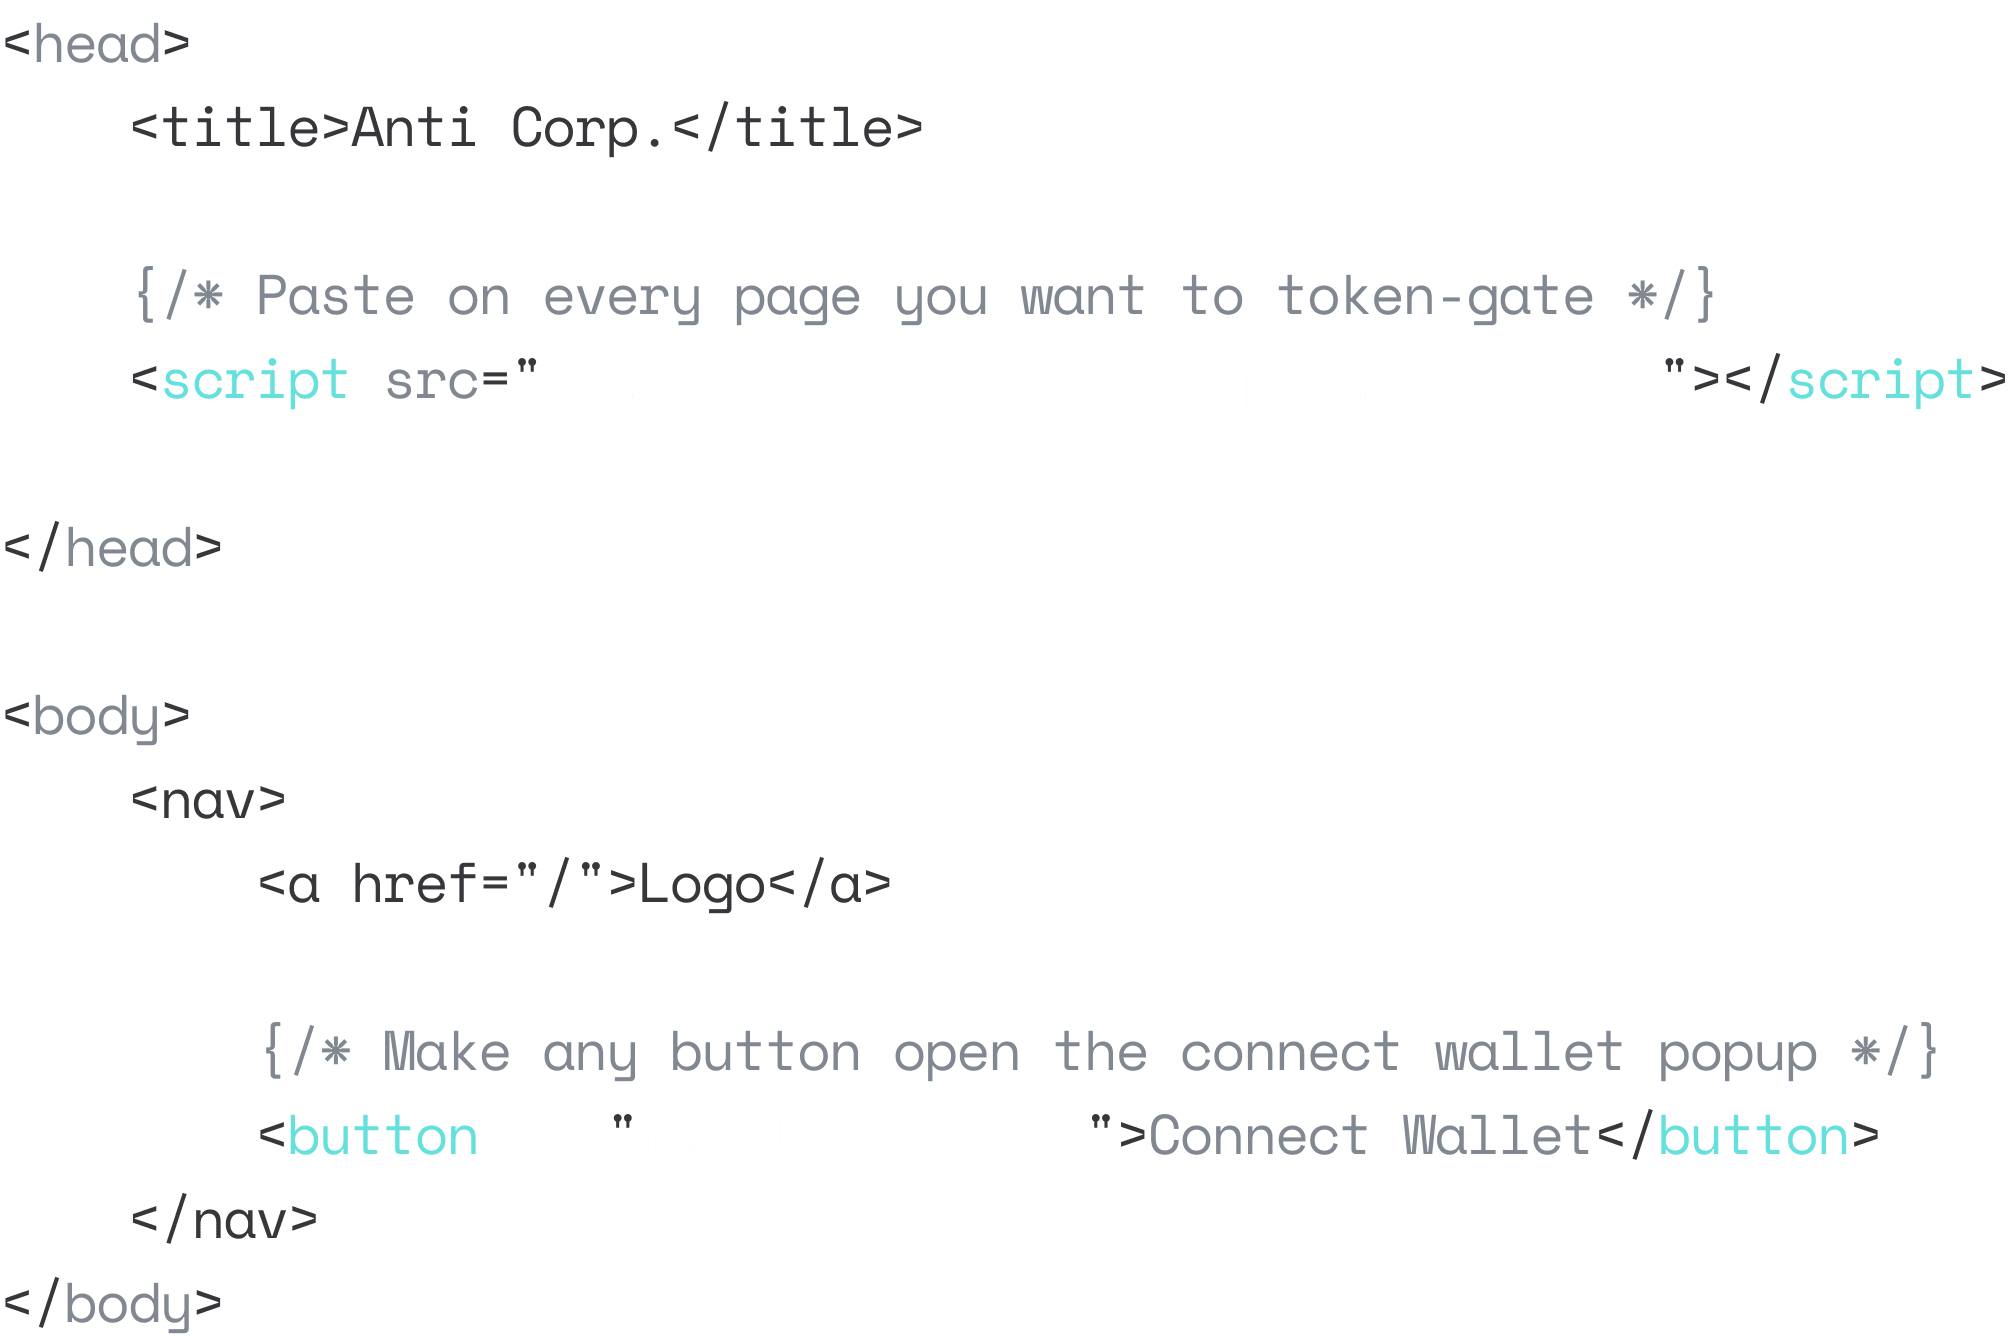 <head>
    <title>Anti Corp.</title>
    {/* Paste on every page you want to token-gate */}
    <script src="                                   "></script>
</head>
<body>
    <nav>
        <a href="/">Logo</a>
        {/* Make any button open the connect wallet popup */}
        <button    "              ">Connect Wallet</button>
    </nav>
</body>